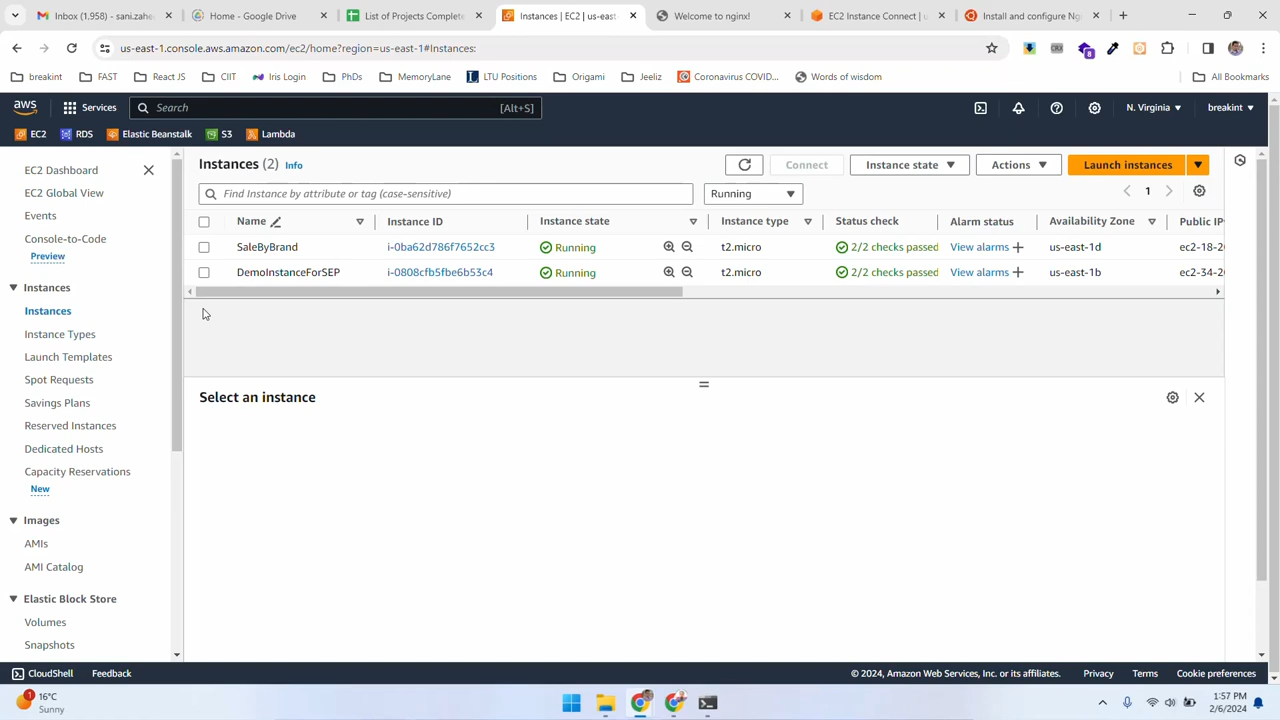 Inbox (1,958) - sani.zahe
Home - Google Drive
List of Projects Complete
Instances | EC2 | us-east
Welcome to nginx!
EC2 Instance Connect | u
Install and configure Ng
us-east-1.console.aws.amazon.com/ec2/home?region=us-east-1#Instances:
CRX
8
breakint
FAST
React JS
CIIT
Iris Login
PhDs
MemoryLane
LTU Positions
Origami
Jeeliz
Coronavirus COVID...
Words of wisdom
All Bookmarks
aws
Services
Search
[Alt+S]
N. Virginia
breakint
EC2
RDS
Elastic Beanstalk
S3
Lambda
EC2 Dashboard
EC2 Global View
Events
Console-to-Code
Preview
Instances
Instances
Instance Types
Launch Templates
Spot Requests
Savings Plans
Reserved Instances
Dedicated Hosts
Capacity Reservations
New
Images
AMIs
AMI Catalog
Elastic Block Store
Volumes
Snapshots
Instances (2) Info
Connect
Instance state
Actions
Launch instances
Find Instance by attribute or tag (case-sensitive)
Running
1
Name Instance ID Instance state Instance type Status check Alarm status Availability Zone Public IP
SaleByBrand i-0ba62d786f7652cc3 Running t2.micro 2/2 checks passed View alarms + us-east-1d ec2-18-2
DemoInstanceForSEP i-0808cfb5fbe6b53c4 Running t2.micro 2/2 checks passed View alarms + us-east-1b ec2-34-2
Select an instance
CloudShell
Feedback
© 2024, Amazon Web Services, Inc. or its affiliates.
Privacy
Terms
Cookie preferences
1
16°C
Sunny
1:57 PM
2/6/2024